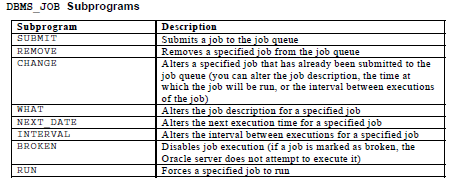 DBMS_JOB Subprograms
Subprogram Description
SUBMIT Submits a job to the job queue
REMOVE Removes a specified job from the job queue
CHANGE Alters a specified job that has already been submitted to the
job queue (you can alter the job description, the time at
which the job will be run, or the interval between executions
of the job)
WHAT Alters the job description for a specified job
NEXT_DATE Alters the next execution time for a specified job
INTERVAL Alters the interval between executions for a specified job
BROKEN Disables job execution (if a job is marked as broken, the
Oracle server does not attempt to execute it)
RUN Forces a specified job to run